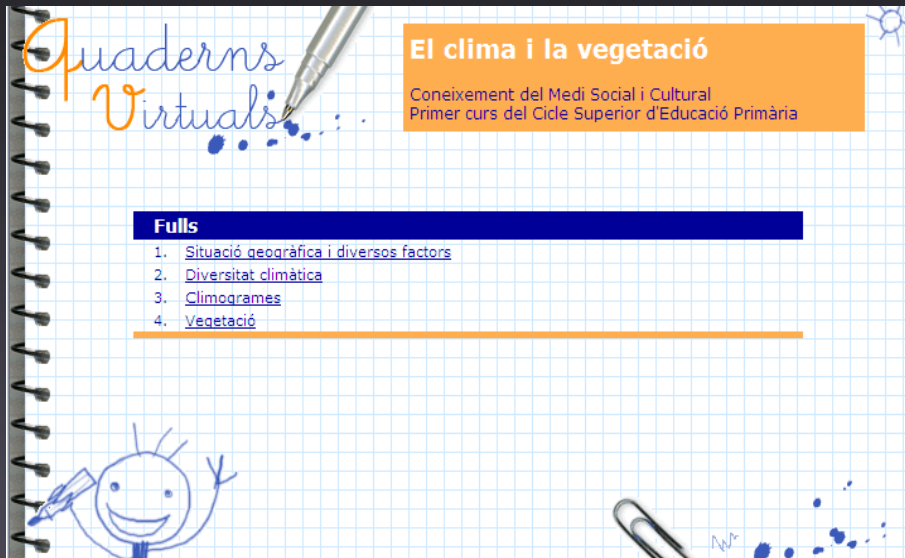 Quaderns
Virtuals
El clima i la vegetació
Coneixement del Medi Social i Cultural
Primer curs del Cicle Superior d'Educació Primària
Fulls
1. Situació geogràfica i diversos factors
2. Diversitat climàtica
3. Climogrames
4. Vegetació